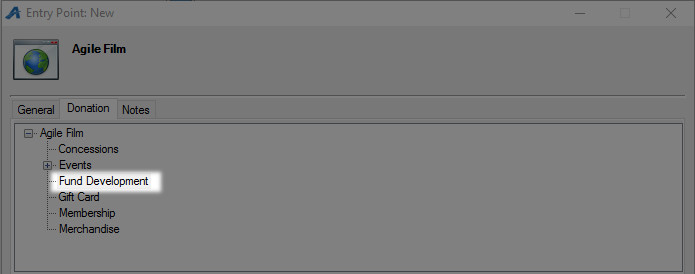 Entry Point: New
Agile Film
General Donation Notes
Agile Film
Concessions
Events
Fund Development
Gift Card
Membership
Merchandise